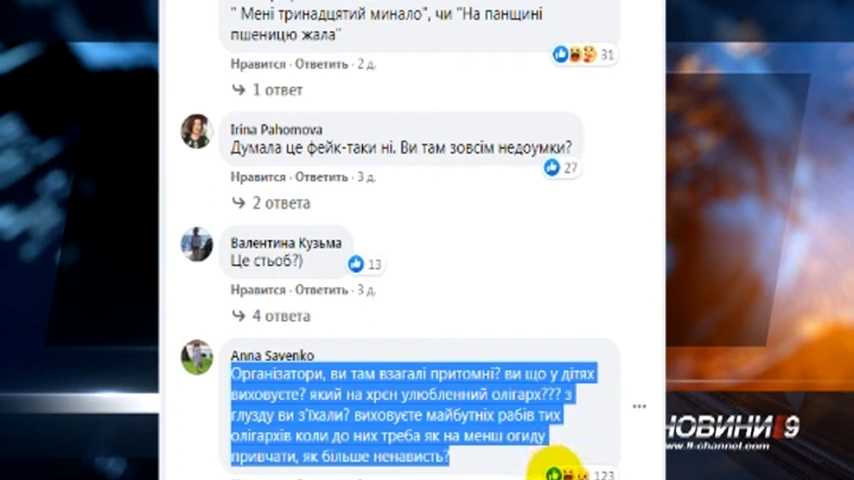 " Мені тринадцятий минало", чи "На панщині
пшеницю жала"
Нравится · Ответить · 2 д.
31
1 ответ
Irina Pahomova
Думала це фейк-таки ні. Ви там зовсім недоумки?
27
Нравится · Ответить · 3 д.
2 ответа
Валентина Кузьма
Це стьоб?)
13
Нравится · Ответить · 3 д.
4 ответа
Anna Savenko
Організатори, ви там взагалі притомні? ви що у дітях
виховуєте? який на хрєн улюбленний олігарх??? з
глузду ви з'їхали? виховуєте майбутніх рабів тих
олігархів коли до них треба як на менш огиду
привчати, як більше ненависть?
123
НОВИНИ 9
www.9-channel.com